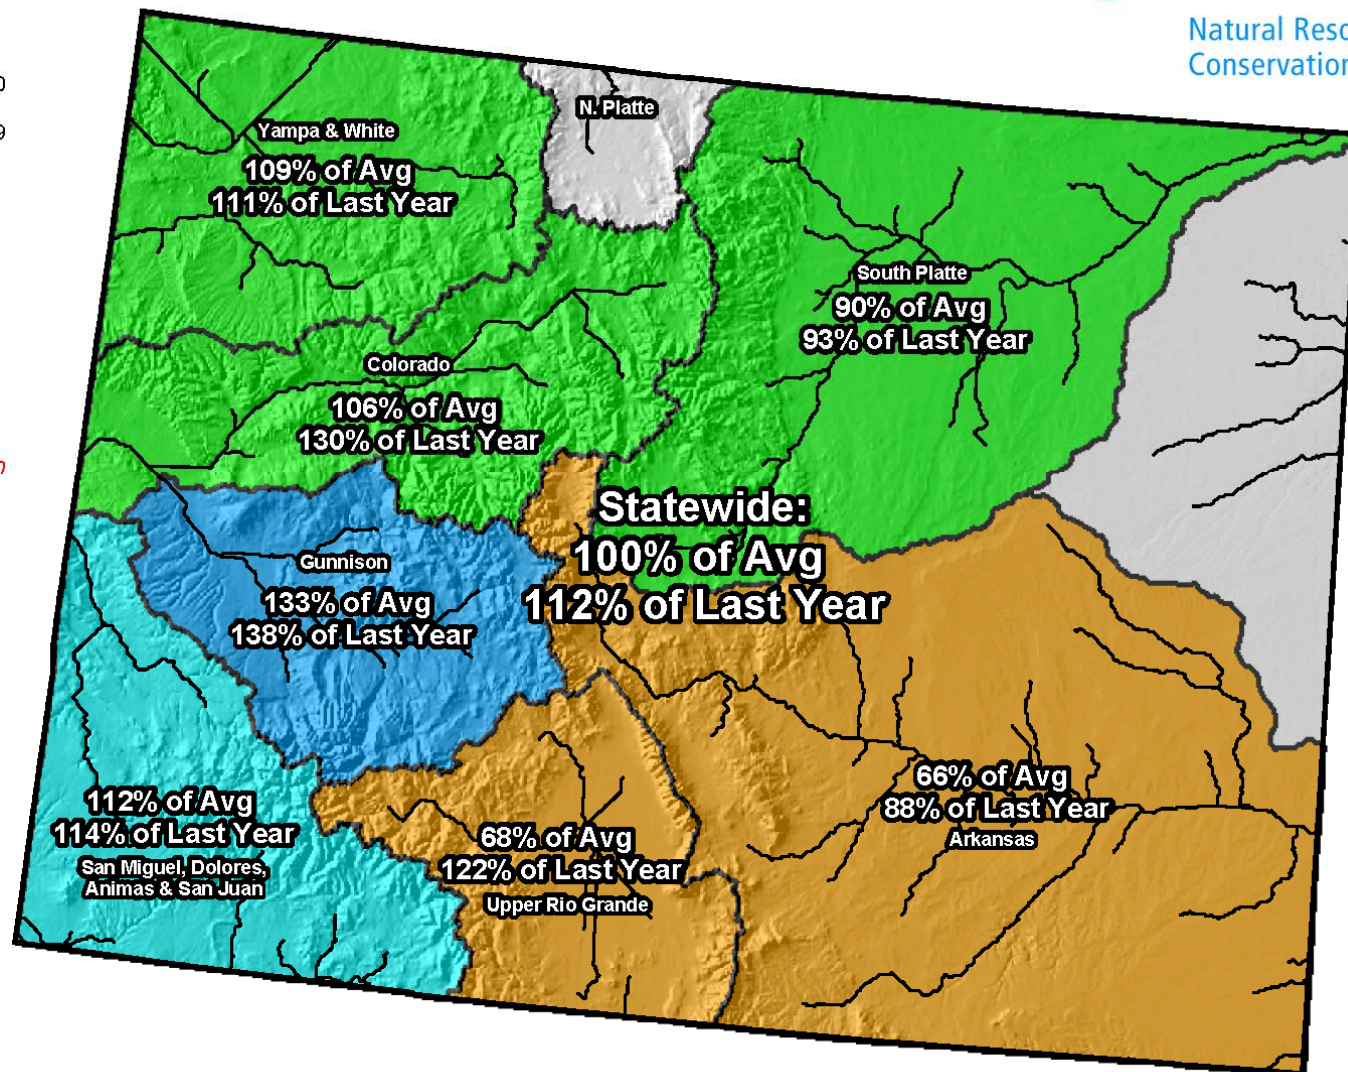 Natural Reso
Conservation
N. Platte
Yampa & White
109% of Avg
111% of Last Year
South Platte
90% of Avg
93% of Last Year
Colorado
106% of Avg
130% of Last Year
Statewide:
100% of Avg
112% of Last Year
Gunnison
133% of Avg
138% of Last Year
66% of Avg
88% of Last Year
Arkansas
112% of Avg
114% of Last Year
San Miguel, Dolores,
Animas & San Juan
68% of Avg
122% of Last Year
Upper Rio Grande